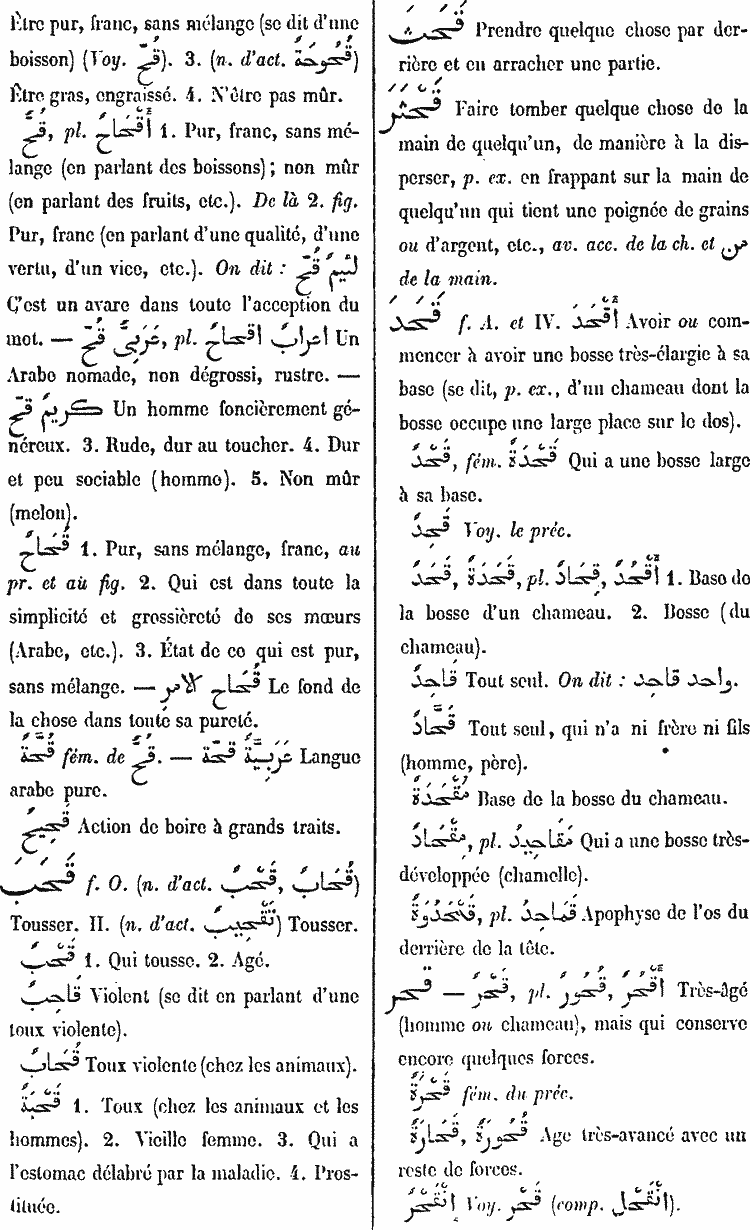 Être pur, franc, sans mélange (se dit d'une
boisson) (Voy. قُحٌّ). 3. (n. d'act. قُحُوحَةٌ)
Être gras, engraissé. 4. N'être pas mûr.
قُحٌّ, pl. أَقْحَاحٌ 1. Pur, franc, sans mé-
lange (en parlant des boissons); non mûr
(en parlant des fruits, etc.). De là 2. fig.
Pur, franc (en parlant d'une qualité, d'une
vertu, d'un vice, etc.). On dit : لَئِيمٌ قُحٌّ
C'est un avare dans toute l'acception du
mot. — عَرَبِىٌّ قُحٌّ, pl. اعرابٌ اقحاحٌ Un
Arabe nomade, non dégrossi, rustre. —
كريمٌ قُحٌّ Un homme foncièrement gé-
néreux. 3. Rude, dur au toucher. 4. Dur
et peu sociable (homme). 5. Non mûr
(melon).
قُحَاحٌ 1. Pur, sans mélange, franc, au
pr. et au fig. 2. Qui est dans toute la
simplicité et grossièreté de ses mœurs
(Arabe, etc.). 3. État de ce qui est pur,
sans mélange. — قُحَاح الامر Le fond de
la chose dans toute sa pureté.
قُحَّةٌ fém. de قُحٌّ. — عَرَبِيَّةٌ قُحَّةٌ Langue
arabe pure.
قَحِيحٌ Action de boire à grands traits.
قَحَبَ f. O. (n. d'act. قَحْبٌ, قُحَابٌ)
Tousser. II. (n. d'act. تَقْحِيبٌ) Tousser.
قَحْبٌ 1. Qui tousse. 2. Agé.
قَاحِبٌ Violent (se dit en parlant d'une
toux violente).
قُحَابٌ Toux violente (chez les animaux).
قَحْبَةٌ 1. Toux (chez les animaux et les
hommes). 2. Vieille femme. 3. Qui a
l'estomac délabré par la maladie. 4. Pros-
tituée.
قَحَثَ Prendre quelque chose par der-
rière et en arracher une partie.
قَحْثَرَ Faire tomber quelque chose de la
main de quelqu'un, de manière à la dis-
perser, p. ex. en frappant sur la main de
quelqu'un qui tient une poignée de grains
ou d'argent, etc., av. acc. de la ch. et من
de la main.
قَحَدَ f. A. et IV. أَقْحَدَ Avoir ou com-
mencer à avoir une bosse très-élargie à sa
base (se dit, p. ex., d'un chameau dont la
bosse occupe une large place sur le dos).
قَحْدٌ, fém. قَحْدَةٌ Qui a une bosse large
à sa base.
قَحِدٌ Voy. le préc.
قَحَدٌ, قَحَدَةٌ, pl. قِحَادٌ, أَقْحُدٌ 1. Base de
la bosse d'un chameau. 2. Bosse (du
chameau).
قَاحِدٌ Tout seul. On dit : واحد قاحد.
قَحَّادٌ Tout seul, qui n'a ni frère ni fils
(homme, père).
مَقْحَدَةٌ Base de la bosse du chameau.
مِقْحَادٌ, pl. مَقَاحِيدُ Qui a une bosse très-
développée (chamelle).
قَمَحْدُوَةٌ, pl. قَمَاحِدُ Apophyse de l'os du
derrière de la tête.
قحر — قَحْرٌ, pl. قُحُورٌ, أَقْحُرٌ Très-âgé
(homme ou chameau), mais qui conserve
encore quelques forces.
قَحْرَةٌ fém. du préc.
قُحُورَةٌ, قَحَارَةٌ Age très-avancé avec un
reste de forces.
إِنْقَحْرٌ Voy. قَحْر (comp. انْقَحْل).